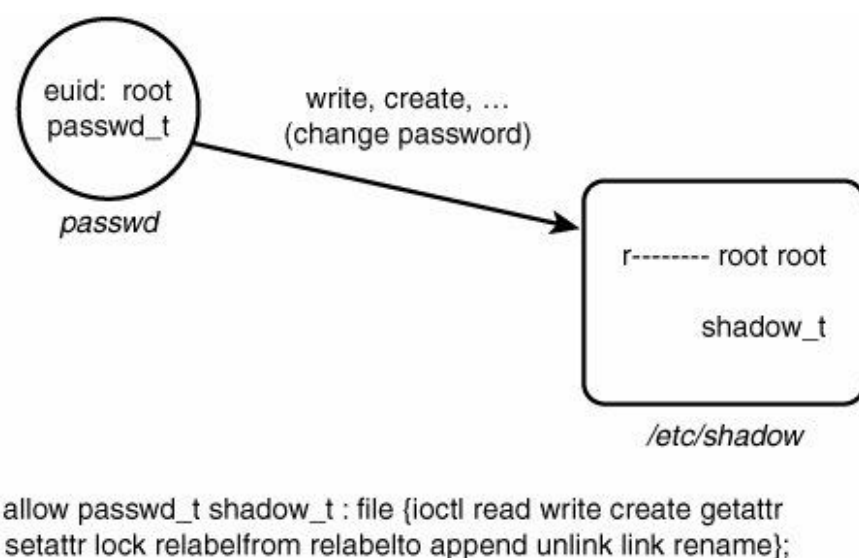 euid: root
passwd_t
passwd
write, create, ...
(change password)
r-------- root root
shadow_t
/etc/shadow
allow passwd_t shadow_t : file {ioctl read write create getattr
setattr lock relabelfrom relabelto append unlink link rename};